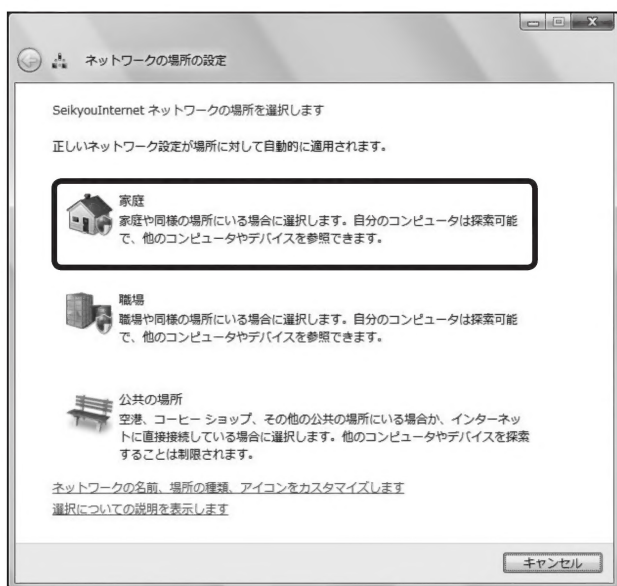 ネットワークの場所の設定
SeikyouInternet ネットワークの場所を選択します
正しいネットワーク設定が場所に対して自動的に適用されます。
家庭
家庭や同様の場所にいる場合に選択します。自分のコンピュータは探索可能
で、他のコンピュータやデバイスを参照できます。
職場
職場や同様の場所にいる場合に選択します。自分のコンピュータは探索可能
で、他のコンピュータやデバイスを参照できます。
公共の場所
空港、コーヒー ショップ、その他の公共の場所にいる場合か、インターネッ
トに直接接続している場合に選択します。他のコンピュータやデバイスを探索
することは制限されます。
ネットワークの名前、場所の種類、アイコンをカスタマイズします
選択についての説明を表示します
キャンセル